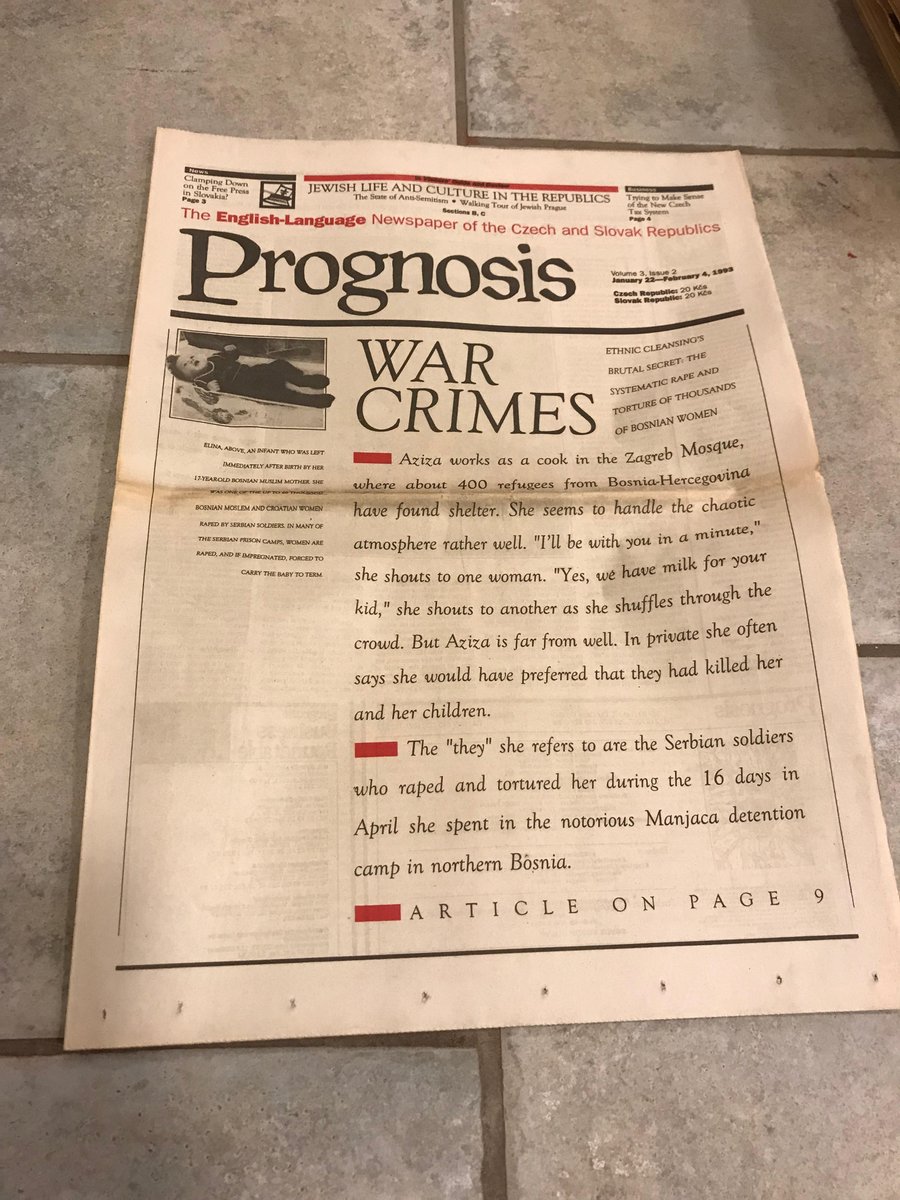 News
Clamping Down
on the Free Press
in Slovakia?
Page 3
JEWISH LIFE AND CULTURE IN THE REPUBLICS
The State of Anti-Semitism • Walking Tour of Jewish Prague
Sections B, C
Business
Trying to Make Sense
of the New Czech
Tax System
Page 4
The English-Language Newspaper of the Czech and Slovak Republics
Prognosis
Volume 3, Issue 2
January 22—February 4, 1993
Czech Republic: 20 Kčs
Slovak Republic: 20 Kčs
WAR
CRIMES
ETHNIC CLEANSING'S
BRUTAL SECRET: THE
SYSTEMATIC RAPE AND
TORTURE OF THOUSANDS
OF BOSNIAN WOMEN
ELINA, ABOVE, AN INFANT WHO WAS LEFT
IMMEDIATELY AFTER BIRTH BY HER
17-YEAR-OLD BOSNIAN MUSLIM MOTHER. SHE
WAS ONE OF THE UP TO
BOSNIAN MOSLEM AND CROATIAN WOMEN
RAPED BY SERBIAN SOLDIERS. IN MANY OF
THE SERBIAN PRISON CAMPS, WOMEN ARE
RAPED, AND IF IMPREGNATED, FORCED TO
CARRY THE BABY TO TERM.
Aziza works as a cook in the Zagreb Mosque,
where about 400 refugees from Bosnia-Hercegovina
have found shelter. She seems to handle the chaotic
atmosphere rather well. "I'll be with you in a minute,"
she shouts to one woman. "Yes, we have milk for your
kid," she shouts to another as she shuffles through the
crowd. But Aziza is far from well. In private she often
says she would have preferred that they had killed her
and her children.
The "they" she refers to are the Serbian soldiers
who raped and tortured her during the 16 days in
April she spent in the notorious Manjaca detention
camp in northern Bosnia.
ARTICLE ON PAGE 9